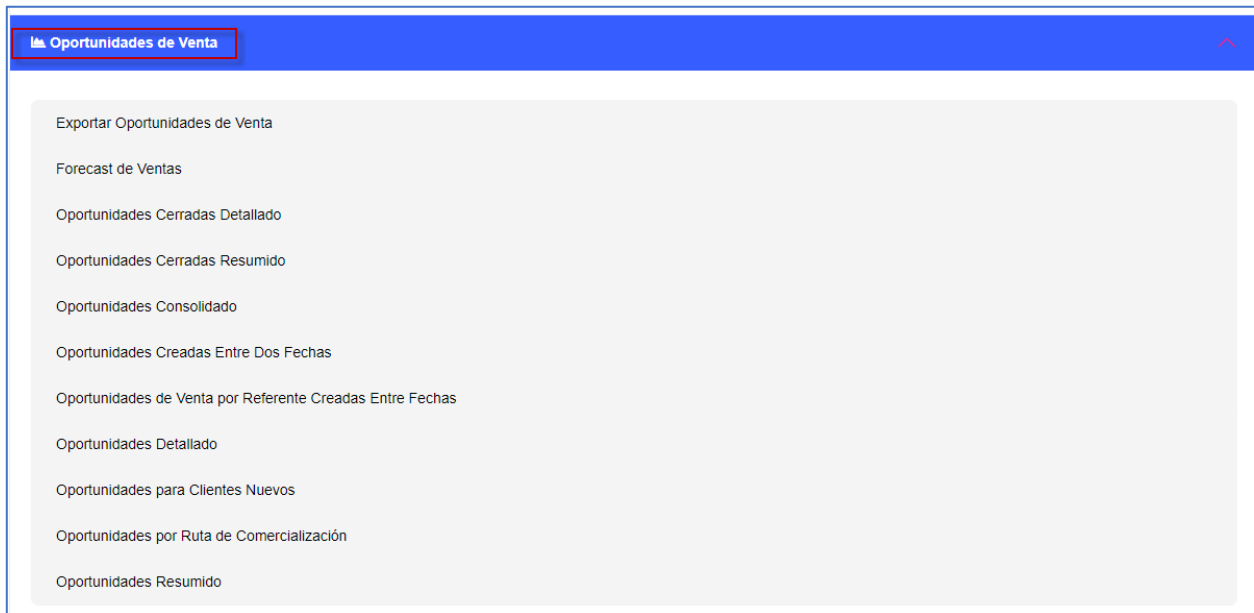 Oportunidades de Venta
Exportar Oportunidades de Venta
Forecast de Ventas
Oportunidades Cerradas Detallado
Oportunidades Cerradas Resumido
Oportunidades Consolidado
Oportunidades Creadas Entre Dos Fechas
Oportunidades de Venta por Referente Creadas Entre Fechas
Oportunidades Detallado
Oportunidades para Clientes Nuevos
Oportunidades por Ruta de Comercialización
Oportunidades Resumido